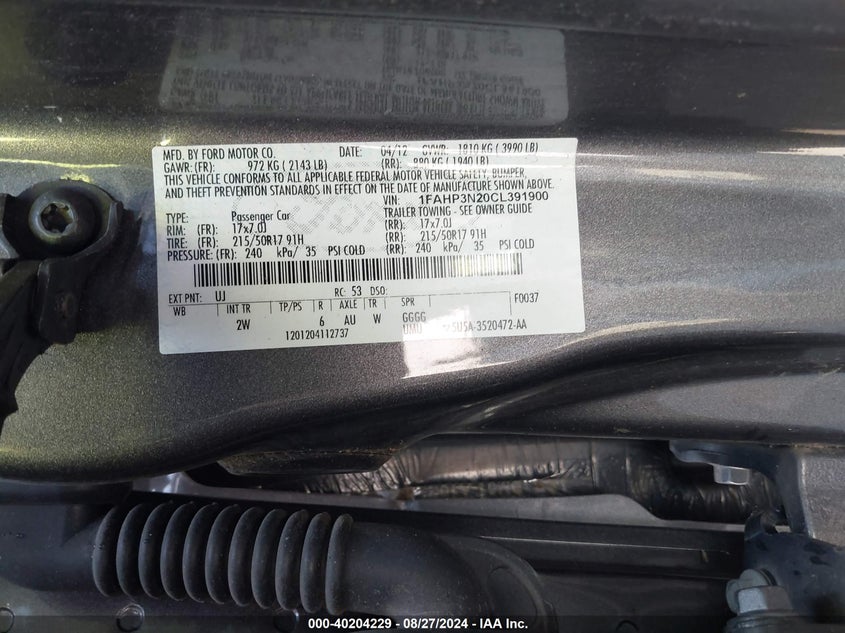 MFD. BY FORD MOTOR CO. DATE: 04/12 GVWR: 1810 KG ( 3990 LB)
GAWR: (FR): 972 KG ( 2143 LB) (RR): 880 KG ( 1940 LB)
THIS VEHICLE CONFORMS TO ALL APPLICABLE FEDERAL MOTOR VEHICLE SAFETY, BUMPER,
AND THEFT PREVENTION STANDARDS IN EFFECT ON THE DATE OF MANUFACTURE SHOWN ABOVE
VIN: 1FAHP3N20CL391900
TYPE: Passenger Car TRAILER TOWING - SEE OWNER GUIDE
RIM: (FR): 17x7.0J (RR): 17x7.0J
TIRE: (FR): 215/50R17 91H (RR): 215/50R17 91H
PRESSURE: (FR): 240 kPa/ 35 PSI COLD (RR): 240 kPa/ 35 PSI COLD
EXT PNT: UJ RC: 53 DSO: F0037
WB INT TR TP/PS R AXLE TR SPR
2W 6 AU W GGGG
1201204112737 5U5A-3520472-AA
000-40204229 - 08/27/2024 - IAA Inc.